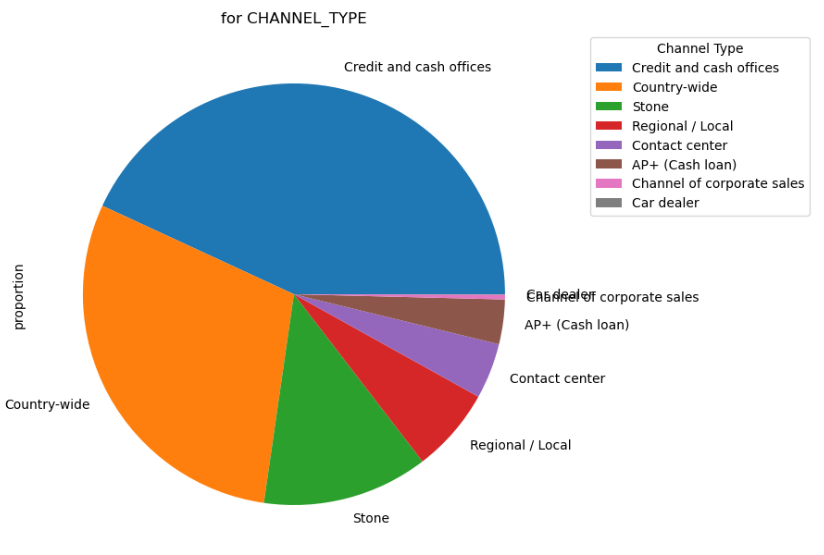 for CHANNEL_TYPE
Credit and cash offices
Country-wide
Stone
Regional / Local
Contact center
AP+ (Cash loan)
Channel of corporate sales
Car dealer
proportion
Channel Type
Credit and cash offices
Country-wide
Stone
Regional / Local
Contact center
AP+ (Cash loan)
Channel of corporate sales
Car dealer